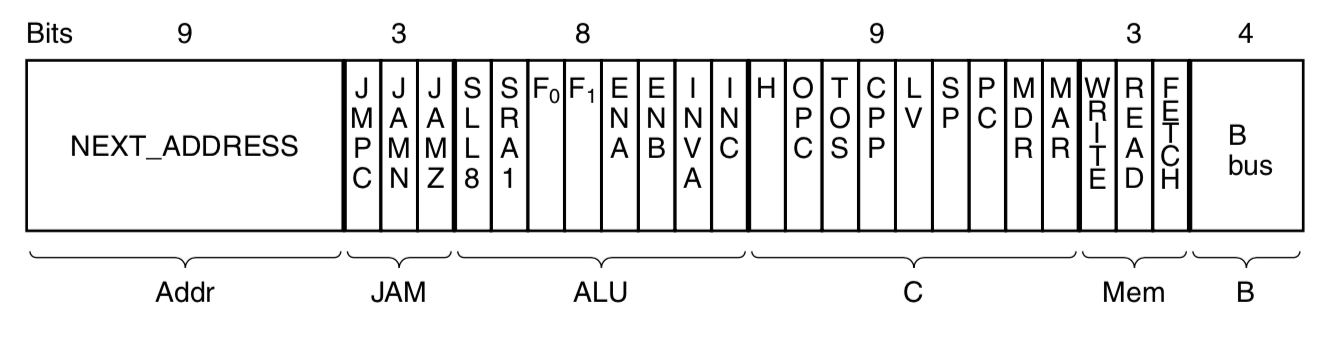 Bits 9 3 8 9 3 4
NEXT_ADDRESS JMPC JAMN JAMZ SLL8 SRA1 F0 F1 ENA ENB INVA INC H OPC TOS CPP LV SP PC MDR MAR WRITE READ FETCH B bus
Addr JAM ALU C Mem B